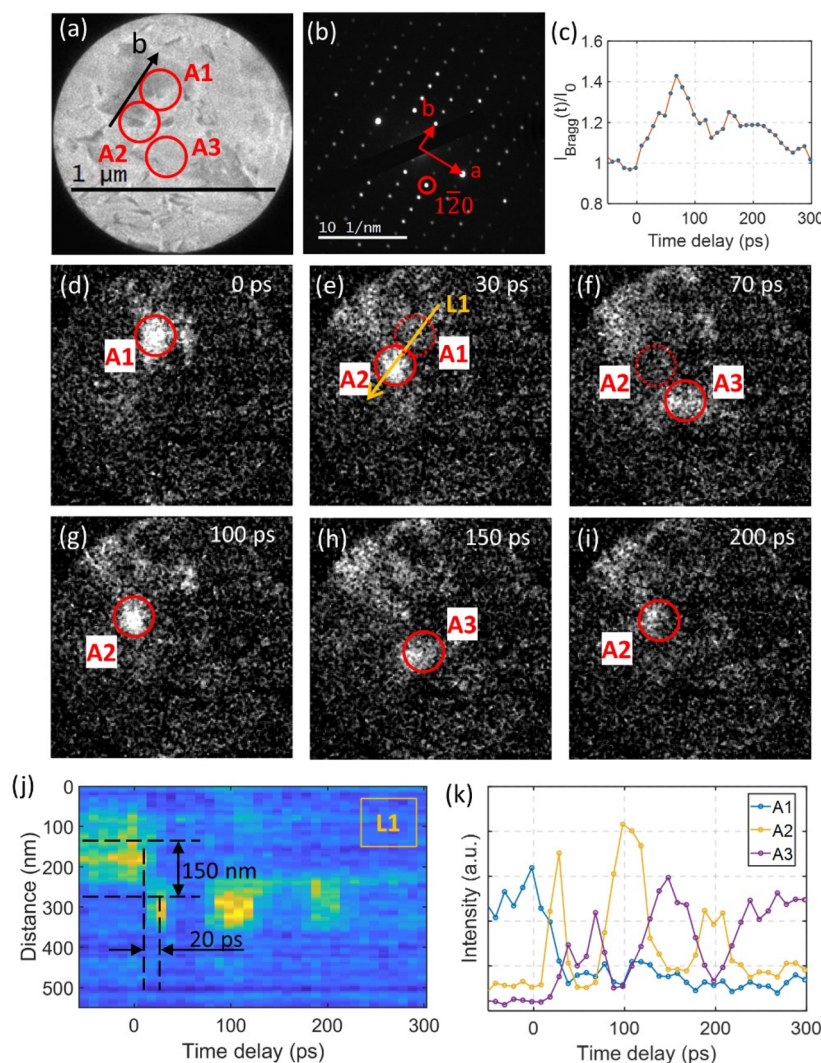 (a)
b
A1
A2
A3
1 μm
(b)
b
a
12̅0
10 1/nm
(c)
I_Bragg(t)/I_0
1.6
1.4
1.2
1
0.8
0
100
200
300
Time delay (ps)
(d)
0 ps
A1
(e)
30 ps
L1
A1
A2
(f)
70 ps
A2
A3
(g)
100 ps
A2
(h)
150 ps
A3
(i)
200 ps
A2
(j)
Distance (nm)
0
100
200
300
400
500
L1
150 nm
20 ps
0
100
200
300
Time delay (ps)
(k)
Intensity (a.u.)
A1
A2
A3
0
100
200
300
Time delay (ps)